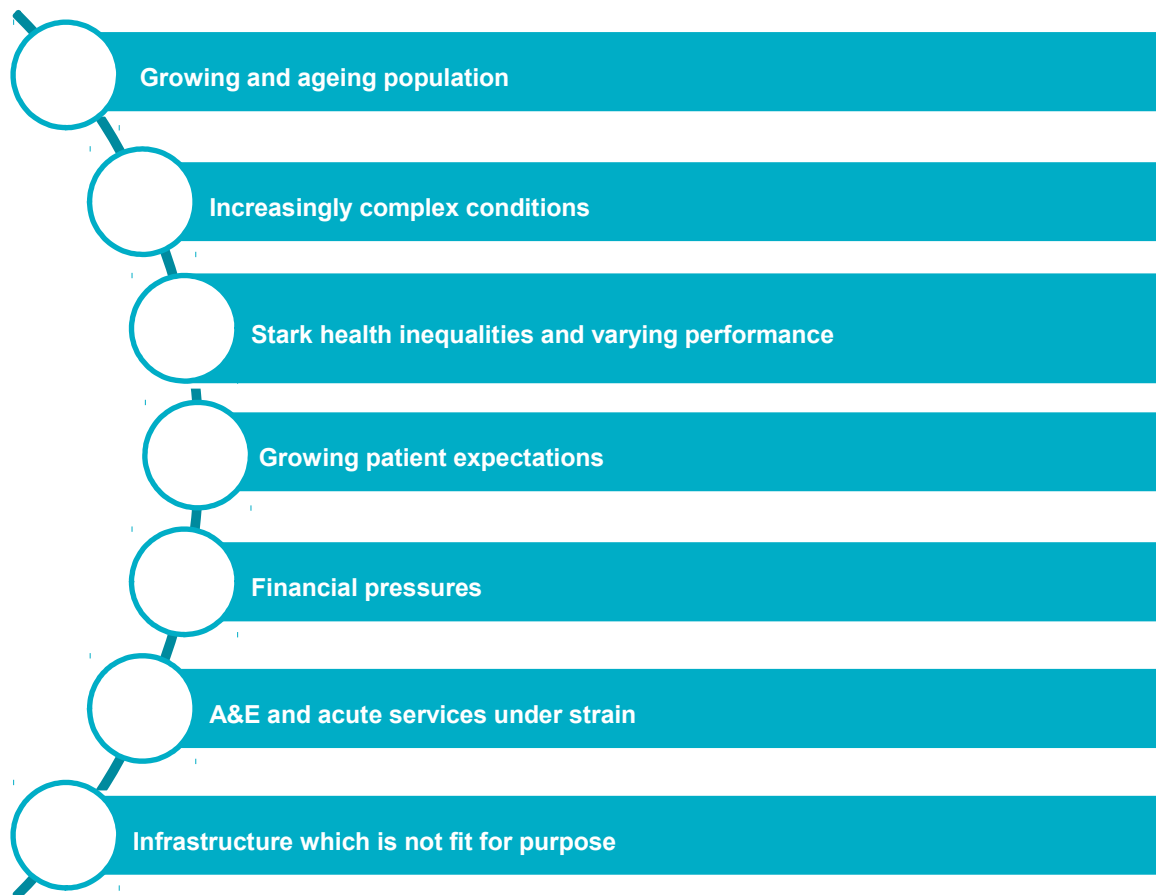 Growing and ageing population
Increasingly complex conditions
Stark health inequalities and varying performance
Growing patient expectations
Financial pressures
A&E and acute services under strain
Infrastructure which is not fit for purpose